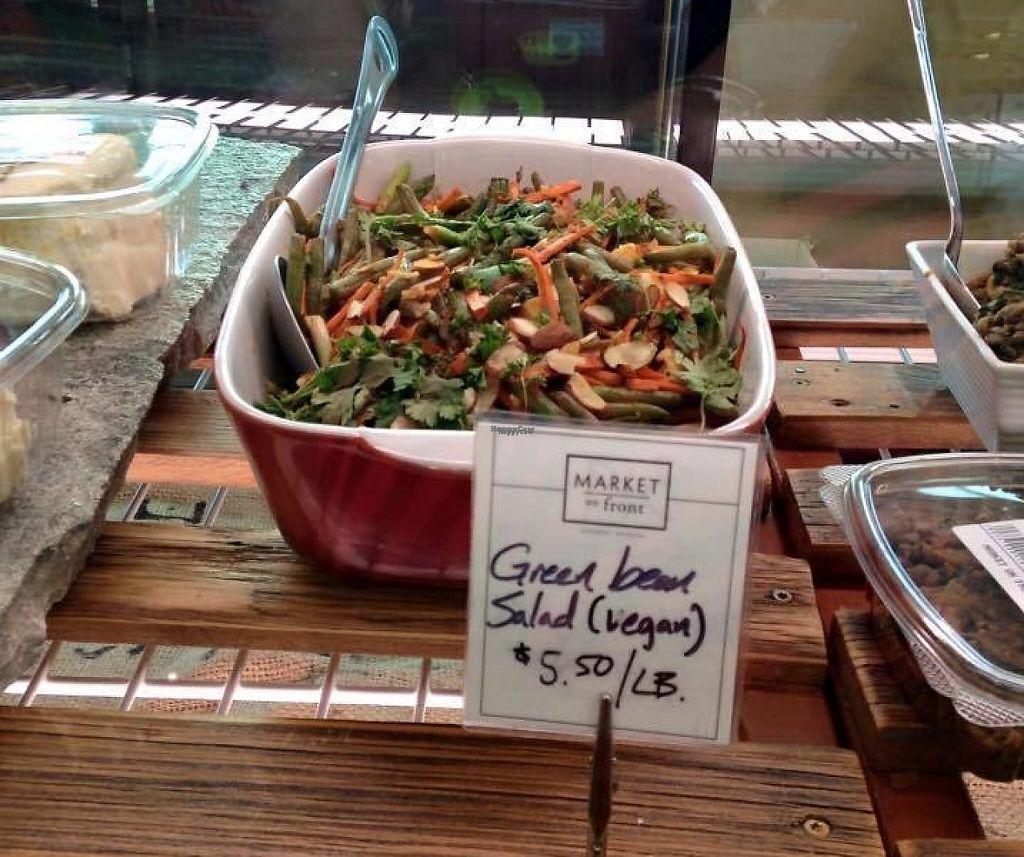 HappyCow
MARKET
on front
Green bean
Salad (vegan)
$5.50/LB.